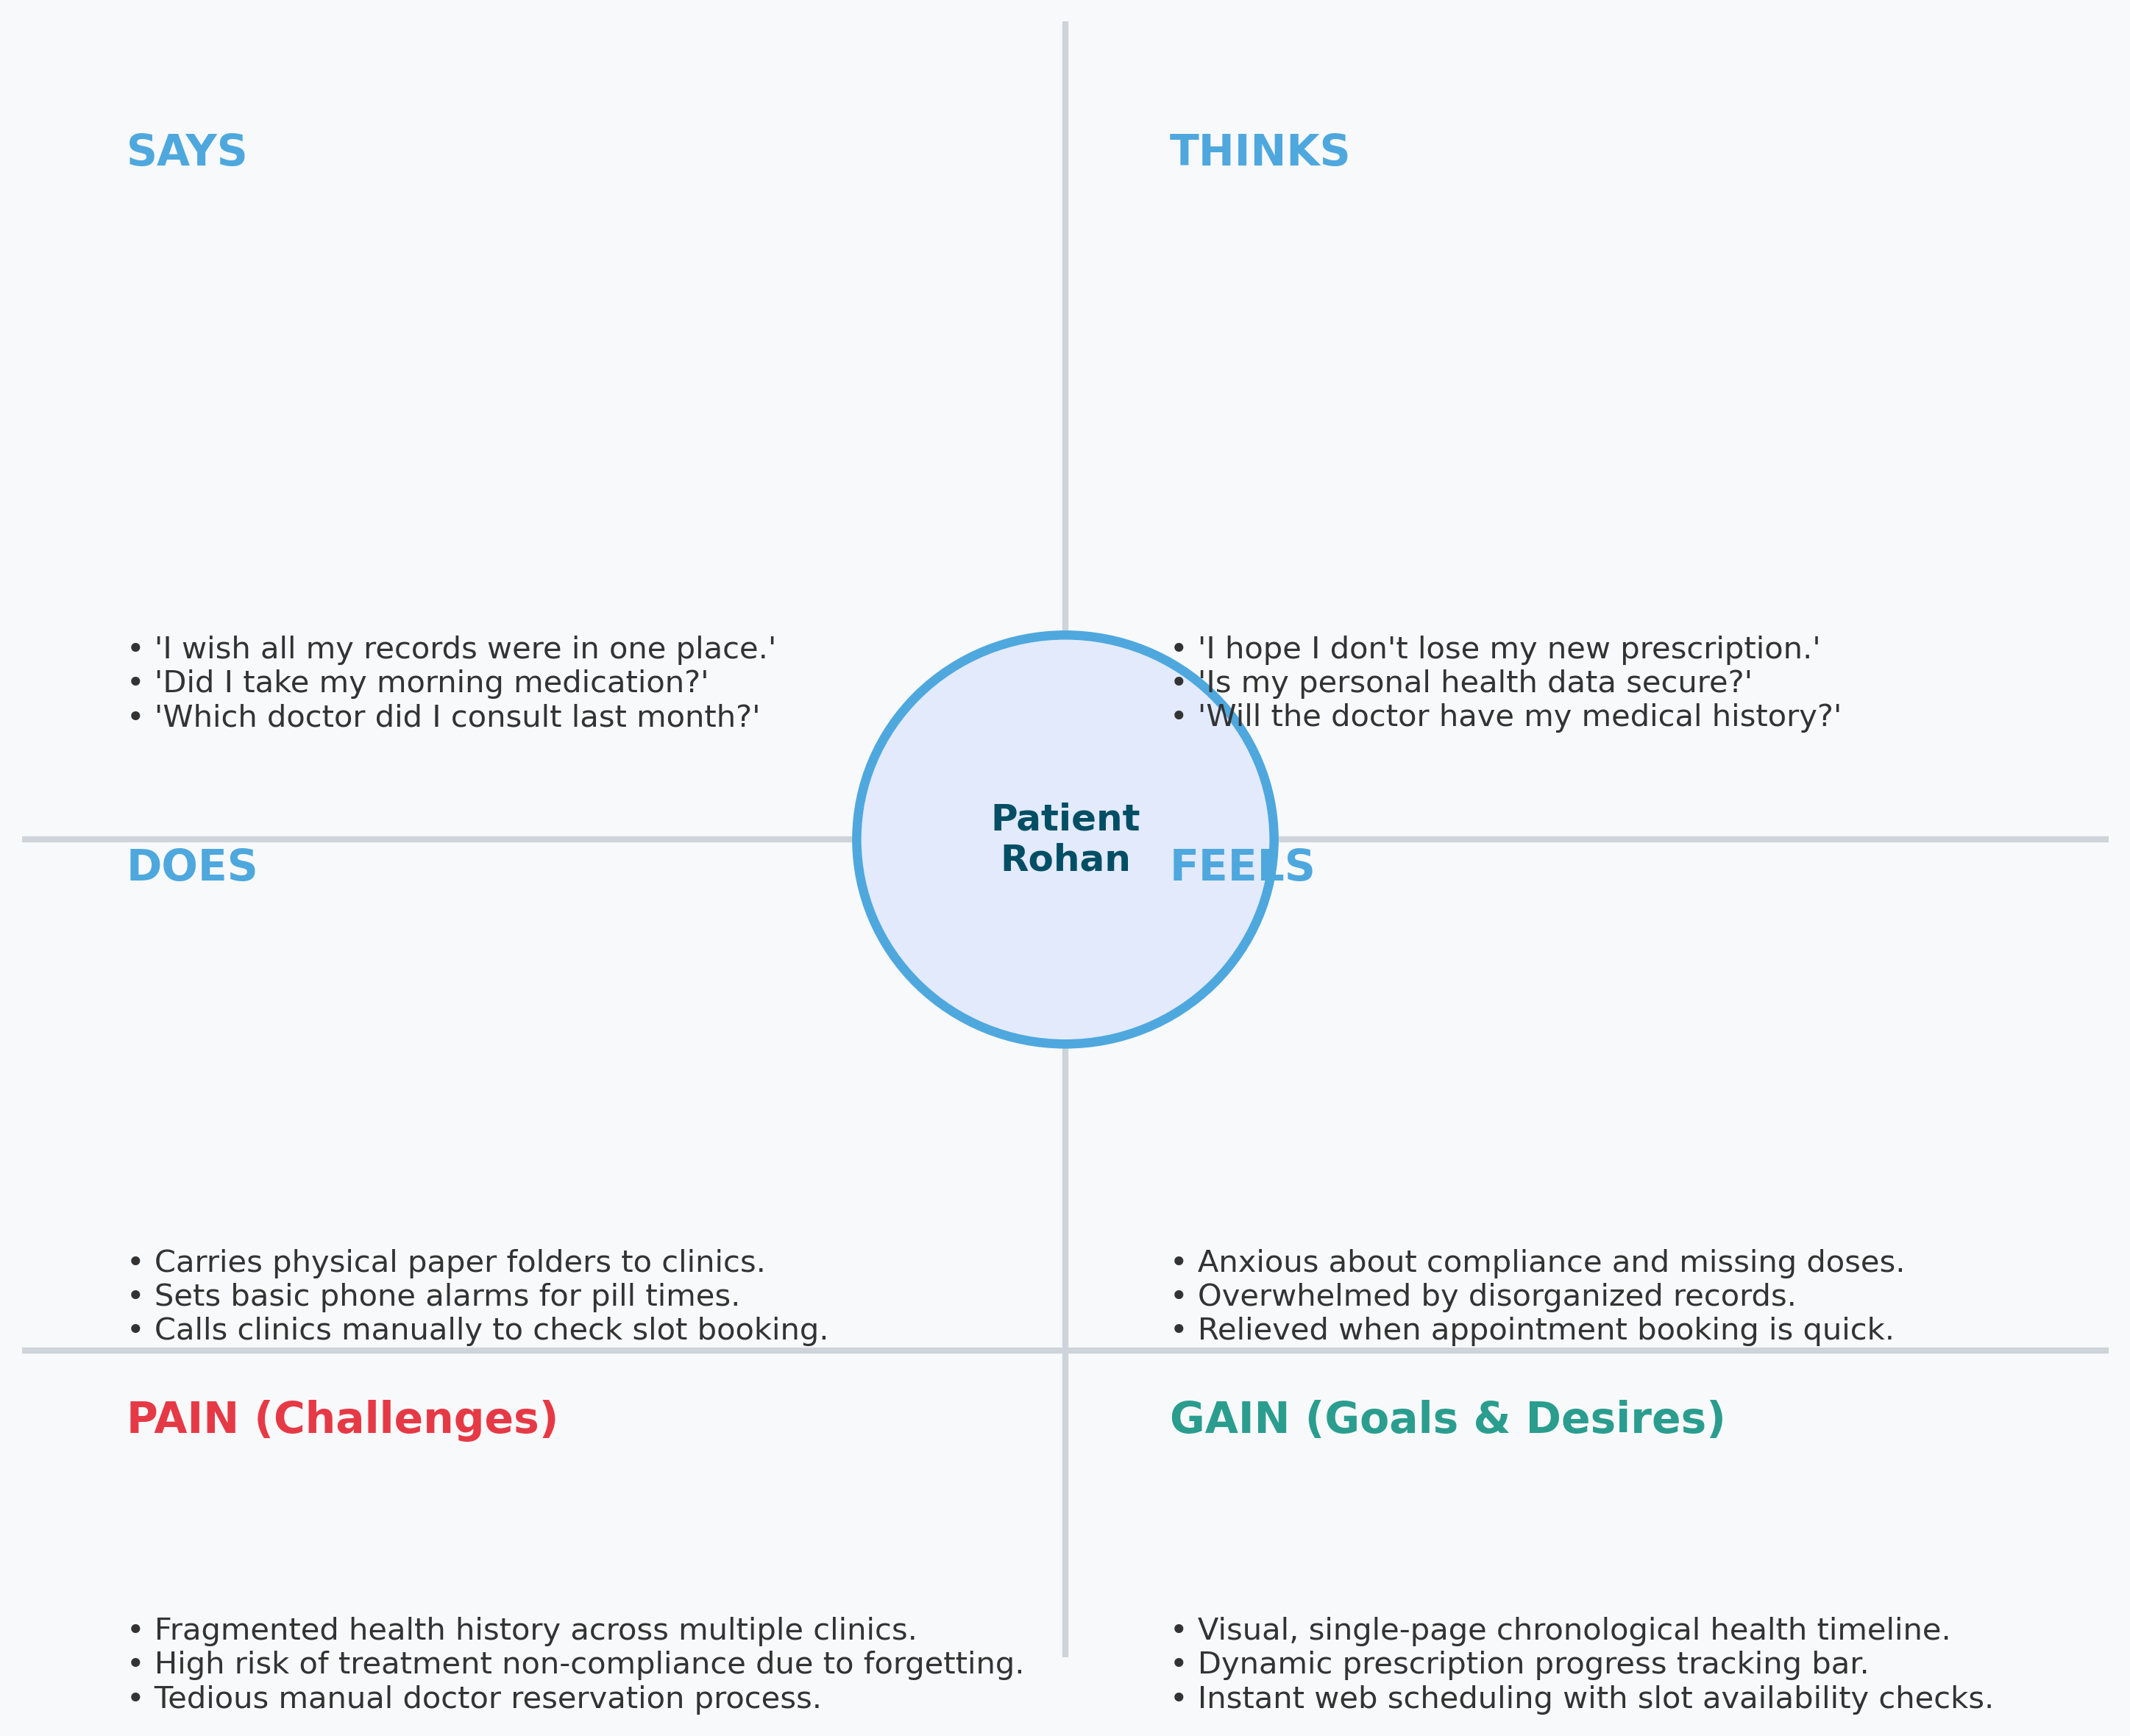 SAYS
• 'I wish all my records were in one place.'
• 'Did I take my morning medication?'
• 'Which doctor did I consult last month?'
THINKS
• 'I hope I don't lose my new prescription.'
• 'Is my personal health data secure?'
• 'Will the doctor have my medical history?'
Patient
Rohan
DOES
• Carries physical paper folders to clinics.
• Sets basic phone alarms for pill times.
• Calls clinics manually to check slot booking.
FEELS
• Anxious about compliance and missing doses.
• Overwhelmed by disorganized records.
• Relieved when appointment booking is quick.
PAIN (Challenges)
• Fragmented health history across multiple clinics.
• High risk of treatment non-compliance due to forgetting.
• Tedious manual doctor reservation process.
GAIN (Goals & Desires)
• Visual, single-page chronological health timeline.
• Dynamic prescription progress tracking bar.
• Instant web scheduling with slot availability checks.